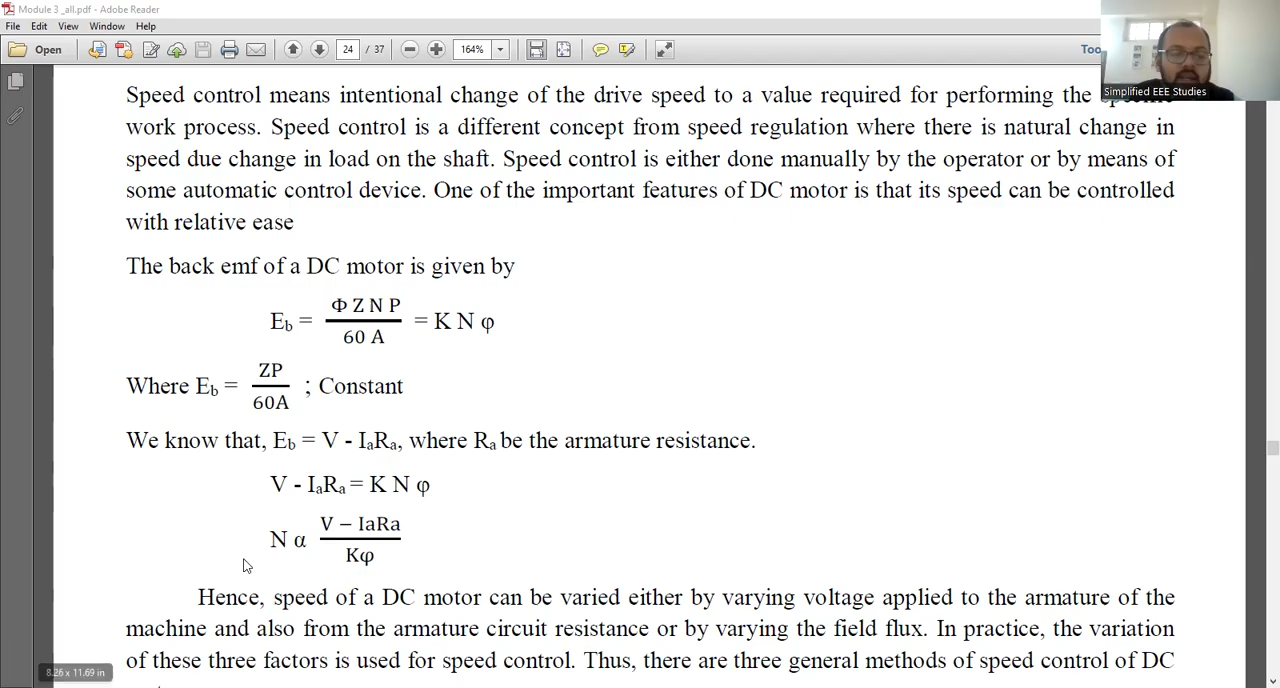 Module 3 _all.pdf - Adobe Reader
File Edit View Window Help
Open 24 / 37 164% Too
Simplified EEE Studies
Speed control means intentional change of the drive speed to a value required for performing the
work process. Speed control is a different concept from speed regulation where there is natural change in
speed due change in load on the shaft. Speed control is either done manually by the operator or by means of
some automatic control device. One of the important features of DC motor is that its speed can be controlled
with relative ease
The back emf of a DC motor is given by
Eb = Φ Z N P / 60 A = K N φ
Where Eb = ZP / 60A ; Constant
We know that, Eb = V - IaRa, where Ra be the armature resistance.
V - IaRa = K N φ
N α V – IaRa / Kφ
Hence, speed of a DC motor can be varied either by varying voltage applied to the armature of the
machine and also from the armature circuit resistance or by varying the field flux. In practice, the variation
of these three factors is used for speed control. Thus, there are three general methods of speed control of DC
8.26 x 11.69 in